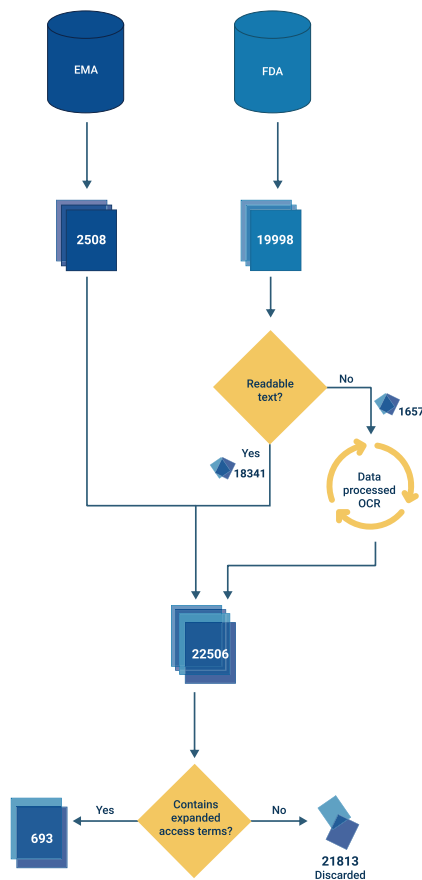 EMA
FDA
2508
19998
Readable
text?
No
1657
Yes
18341
Data
processed
OCR
22506
Contains
expanded
access terms?
Yes
No
693
21813
Discarded